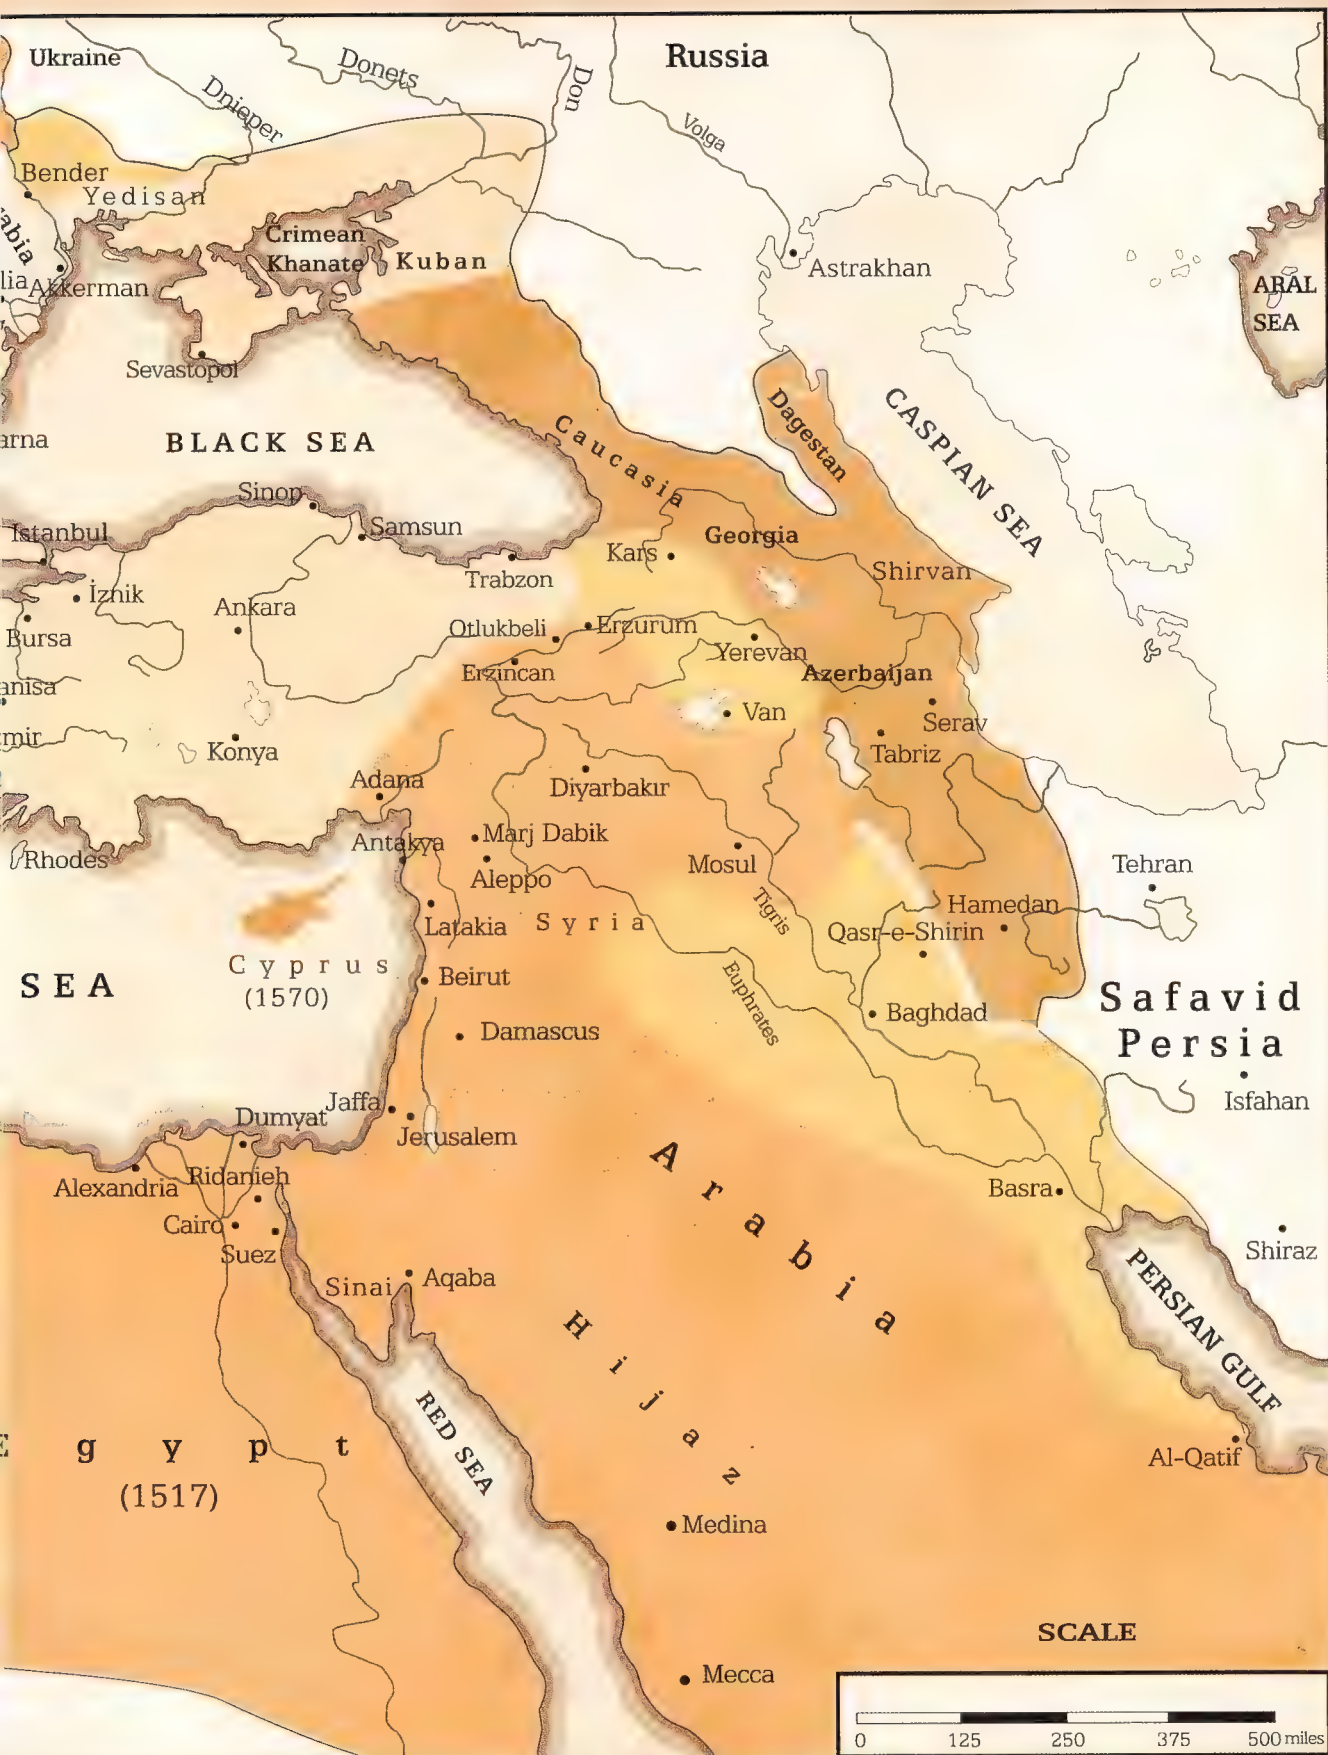 Ukraine
Donets
Dnieper
Don
Russia
Volga
Bender
Yedisan
Crimean
Khanate
Kuban
Akkerman
Astrakhan
ARAL
SEA
Sevastopol
Caucasia
Dagestan
CASPIAN SEA
BLACK SEA
Sinop
Istanbul
Samsun
Georgia
Kars
Trabzon
Shirvan
İznik
Ankara
Bursa
Otlukbeli
Erzurum
Yerevan
Erzincan
Azerbaijan
Van
Serav
Tabriz
Konya
Adana
Diyarbakır
Antakya
Marj Dabik
Rhodes
Aleppo
Mosul
Tehran
Tigris
Hamedan
Latakia
Syria
Qasr-e-Shirin
Cyprus
(1570)
SEA
Beirut
Euphrates
Baghdad
Safavid
Persia
Damascus
Isfahan
Jaffa
Dumyat
Jerusalem
Arabia
Alexandria
Ridanieh
Basra
Cairo
Suez
Shiraz
Sinai
Aqaba
PERSIAN GULF
Hijaz
RED SEA
Egypt
(1517)
Al-Qatif
Medina
Mecca
SCALE
0 125 250 375 500 miles